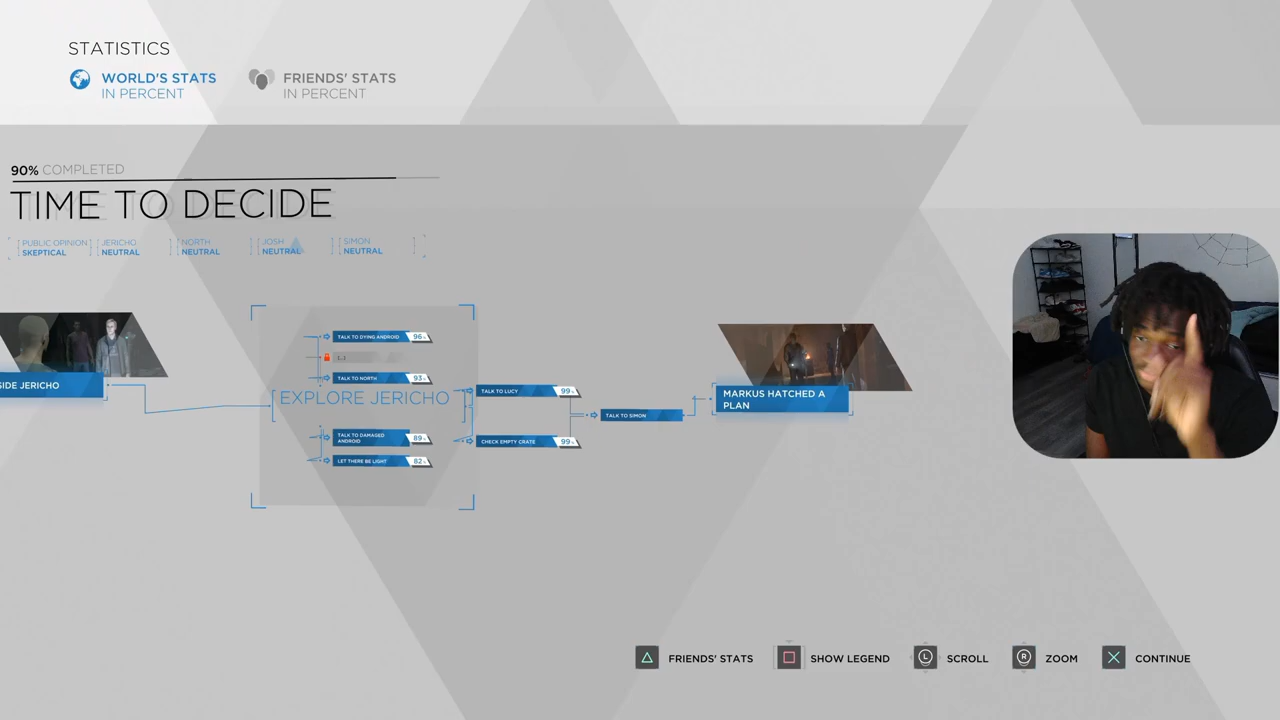 STATISTICS
WORLD'S STATS
IN PERCENT
FRIENDS' STATS
IN PERCENT
90% COMPLETED
TIME TO DECIDE
PUBLIC OPINION
SKEPTICAL
JERICHO
NEUTRAL
NORTH
NEUTRAL
JOSH
NEUTRAL
SIMON
NEUTRAL
SIDE JERICHO
TALK TO DYING ANDROID 96%
[...]
TALK TO NORTH 93%
EXPLORE JERICHO
TALK TO DAMAGED
ANDROID 89%
LET THERE BE LIGHT 82%
TALK TO LUCY 99%
CHECK EMPTY CRATE 99%
TALK TO SIMON
MARKUS HATCHED A
PLAN
FRIENDS' STATS
SHOW LEGEND
L SCROLL
R ZOOM
CONTINUE